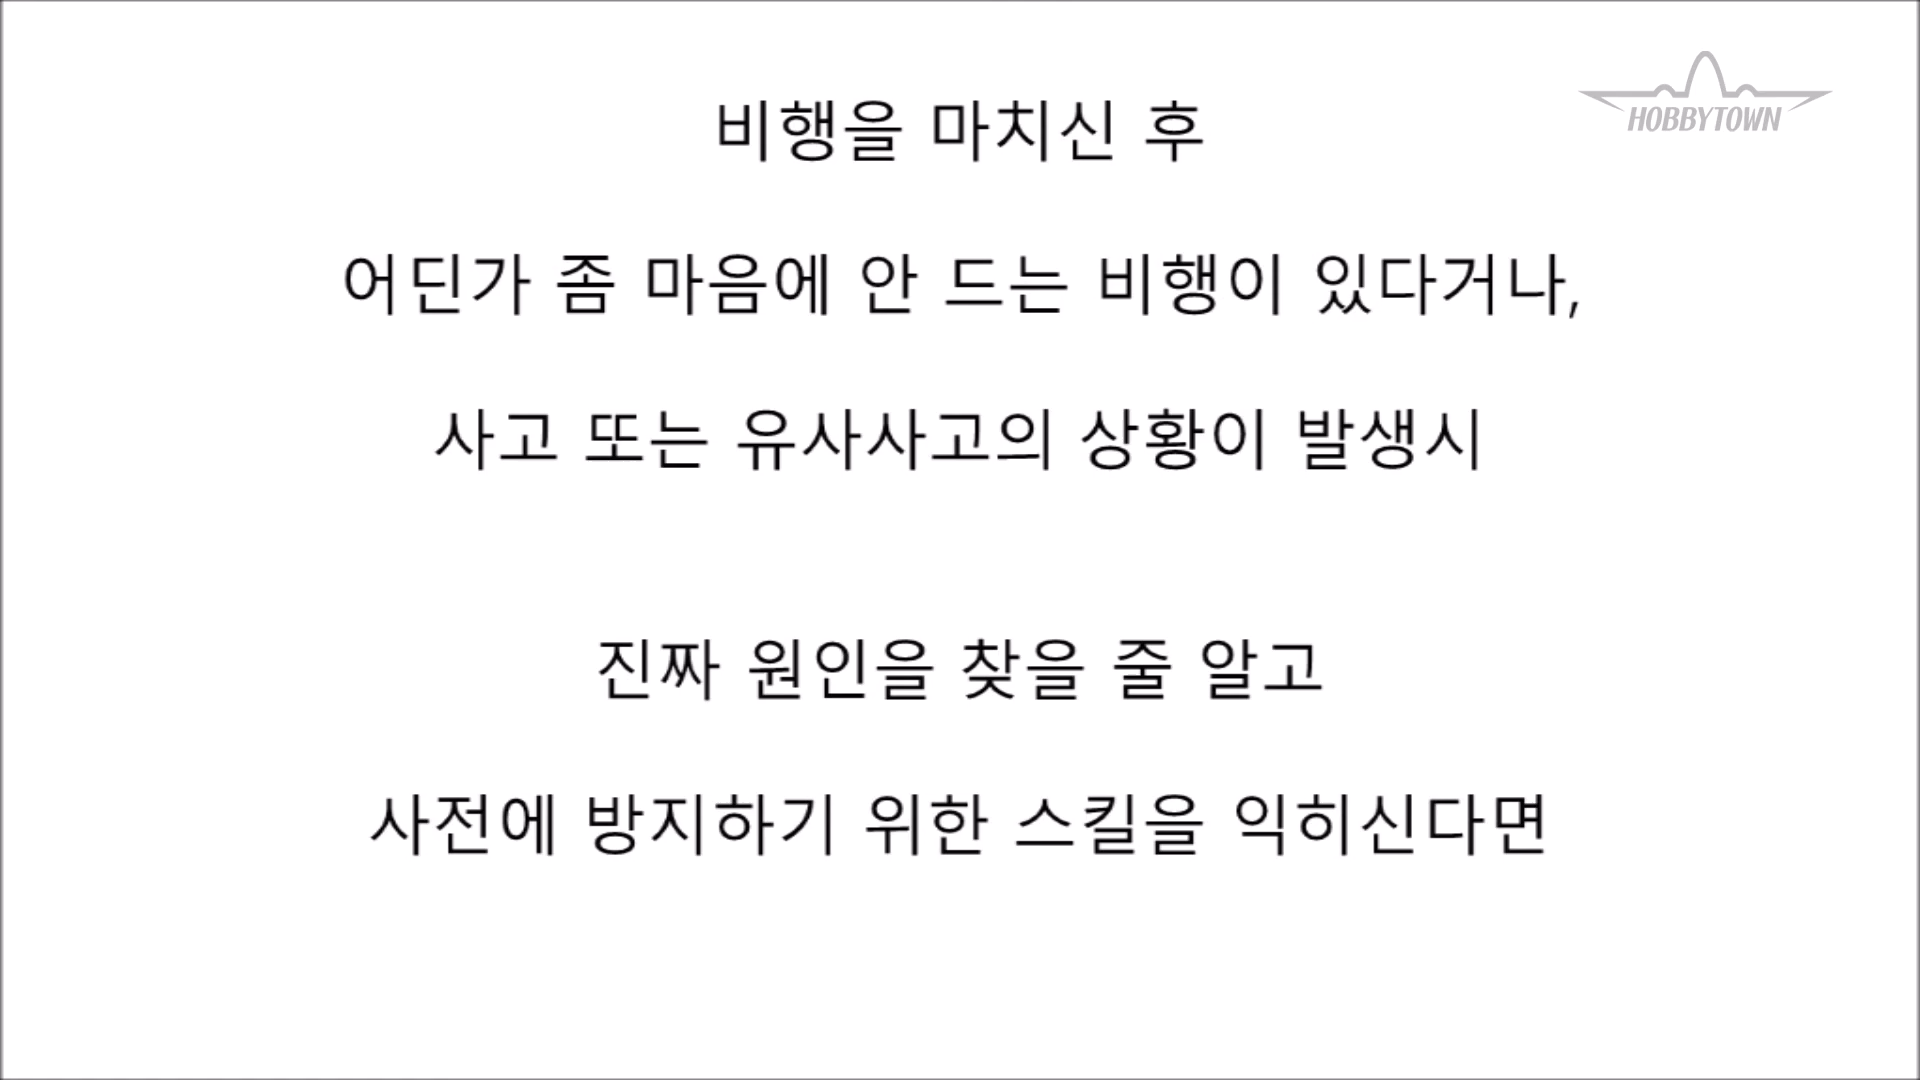 HOBBYTOWN
비행을 마치신 후
어딘가 좀 마음에 안 드는 비행이 있다거나,
사고 또는 유사사고의 상황이 발생시
진짜 원인을 찾을 줄 알고
사전에 방지하기 위한 스킬을 익히신다면